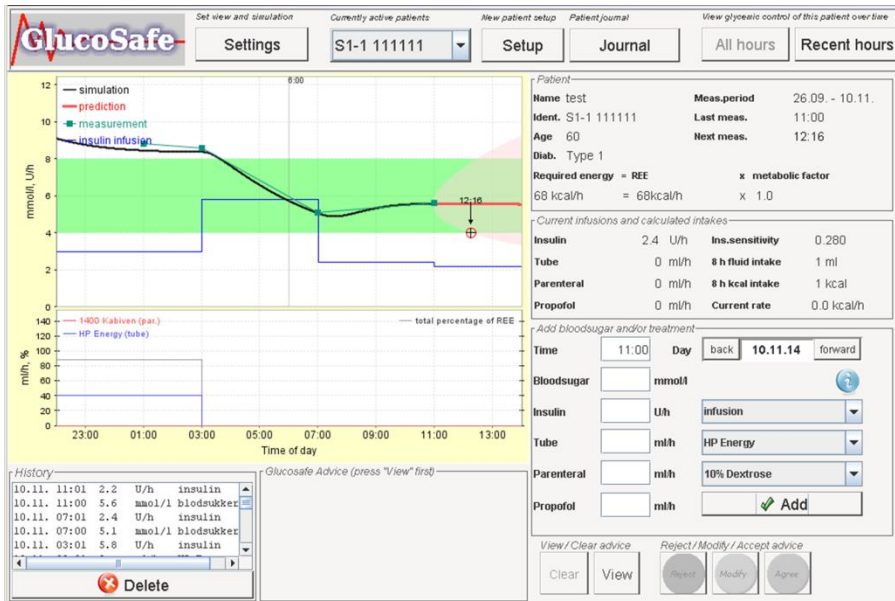 GlucoSafe
Set view and simulation
Settings
Currently active patients
S1-1 111111
New patient setup
Setup
Patient journal
Journal
View glycemic control of this patient over time
All hours
Recent hours
12
10
8
6
4
2
0
mmol/l, U/h
simulation
prediction
measurement
insulin infusion
6:00
12:16
140
120
100
80
60
40
20
0
ml/h, %
1400 Kabiven (par.)
HP Energy (tube)
total percentage of REE
23:00 01:00 03:00 05:00 07:00 09:00 11:00 13:00
Time of day
History
10.11. 11:01 2.2 U/h insulin
10.11. 11:00 5.6 mmol/l blodsukker
10.11. 07:01 2.4 U/h insulin
10.11. 07:00 5.1 mmol/l blodsukker
10.11. 03:01 5.8 U/h insulin
Delete
Glucosafe Advice (press "View" first)
Patient
Name test Meas.period 26.09. - 10.11.
Ident. S1-1 111111 Last meas. 11:00
Age 60 Next meas. 12:16
Diab. Type 1
Required energy = REE x metabolic factor
68 kcal/h = 68kcal/h x 1.0
Current infusions and calculated intakes
Insulin 2.4 U/h Ins.sensitivity 0.280
Tube 0 ml/h 8 h fluid intake 1 ml
Parenteral 0 ml/h 8 h kcal intake 1 kcal
Propofol 0 ml/h Current rate 0.0 kcal/h
Add bloodsugar and/or treatment
Time 11:00 Day back 10.11.14 forward
Bloodsugar mmol/l
Insulin U/h infusion
Tube ml/h HP Energy
Parenteral ml/h 10% Dextrose
Propofol ml/h Add
View / Clear advice
Clear View
Reject / Modify / Accept advice
Reject Modify Agree